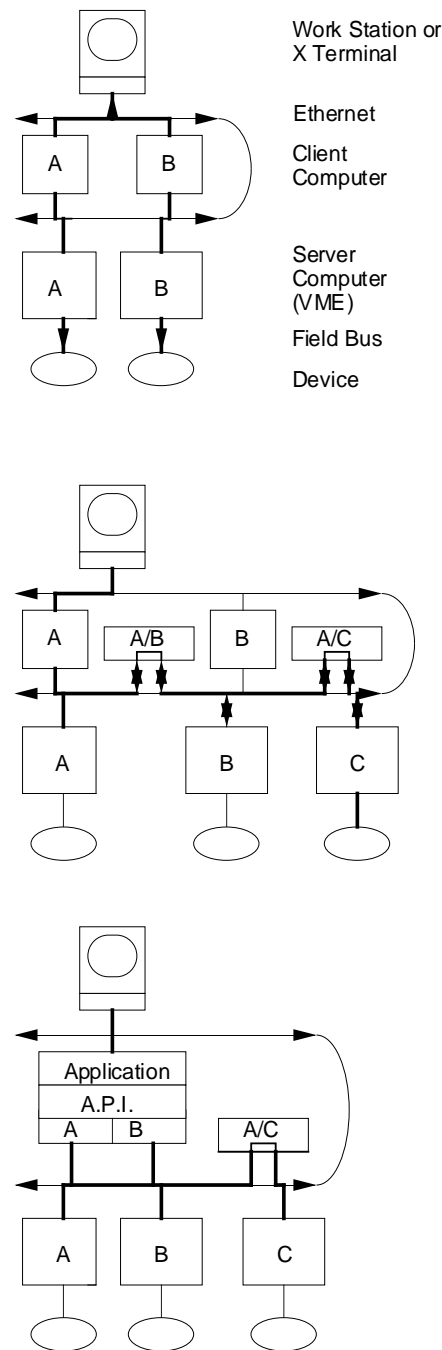 Work Station or
X Terminal
Ethernet
A
B
Client
Computer
A
B
Server
Computer
(VME)
Field Bus
Device
A
A/B
B
A/C
A
B
C
Application
A.P.I.
A
B
A/C
A
B
C